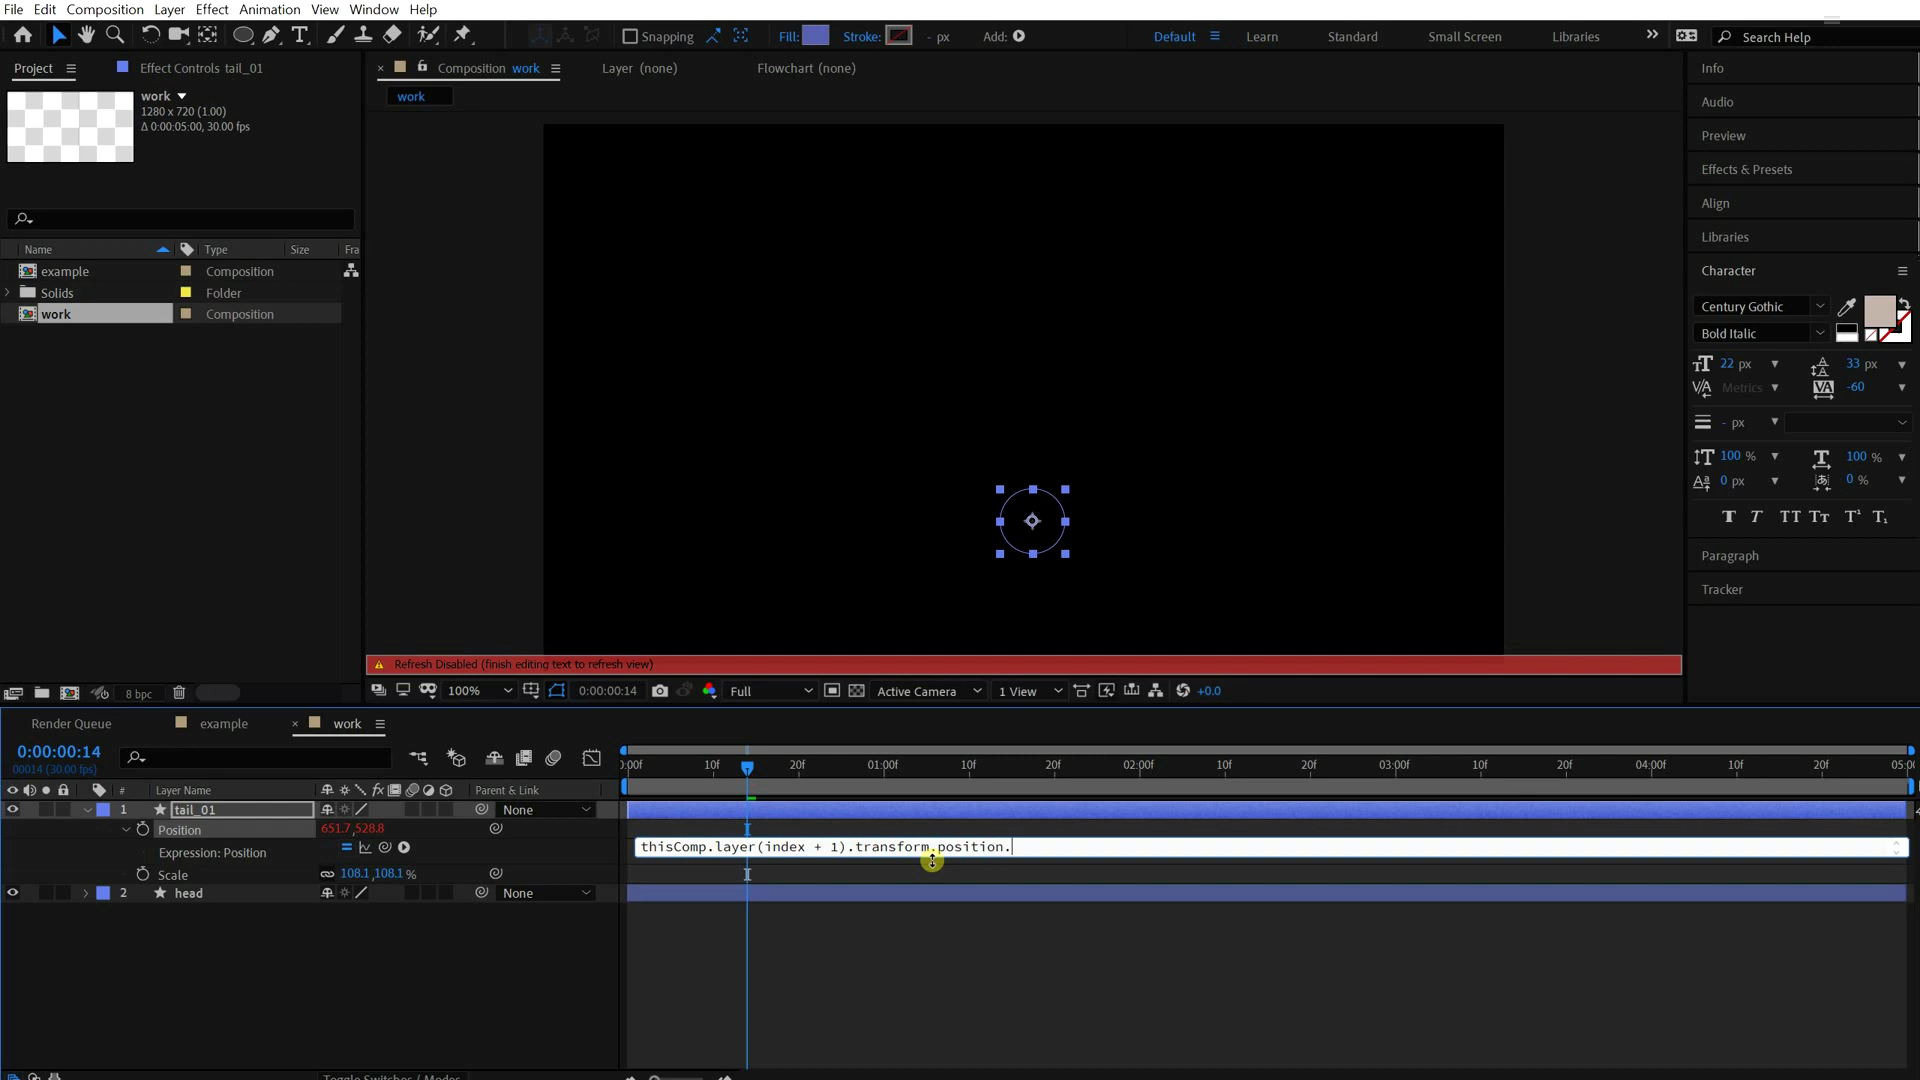 File Edit Composition Layer Effect Animation View Window Help
Snapping Fill: Stroke: - px Add: Default Learn Standard Small Screen Libraries Search Help
Project Effect Controls tail_01
Composition work Layer (none) Flowchart (none)
work
work
1280 x 720 (1.00)
Δ 0:00:05:00, 30.00 fps
Name Type Size Fra
example Composition
Solids Folder
work Composition
8 bpc
Refresh Disabled (finish editing text to refresh view)
100% 0:00:00:14 Full Active Camera 1 View +0.0
Info
Audio
Preview
Effects & Presets
Align
Libraries
Character
Century Gothic
Bold Italic
22 px 33 px
Metrics -60
- px
100 % 100 %
0 px 0 %
T T TT Tт T¹ T₁
Paragraph
Tracker
Render Queue example work
0:00:00:14
00014 (30.00 fps)
0:00f 10f 20f 01:00f 10f 20f 02:00f 10f 20f 03:00f 10f 20f 04:00f 10f 20f 05:00
# Layer Name Parent & Link
1 tail_01 None
Position 651.7,528.8
Expression: Position
thisComp.layer(index + 1).transform.position.
Scale 108.1,108.1 %
2 head None
Toggle Switches / Modes